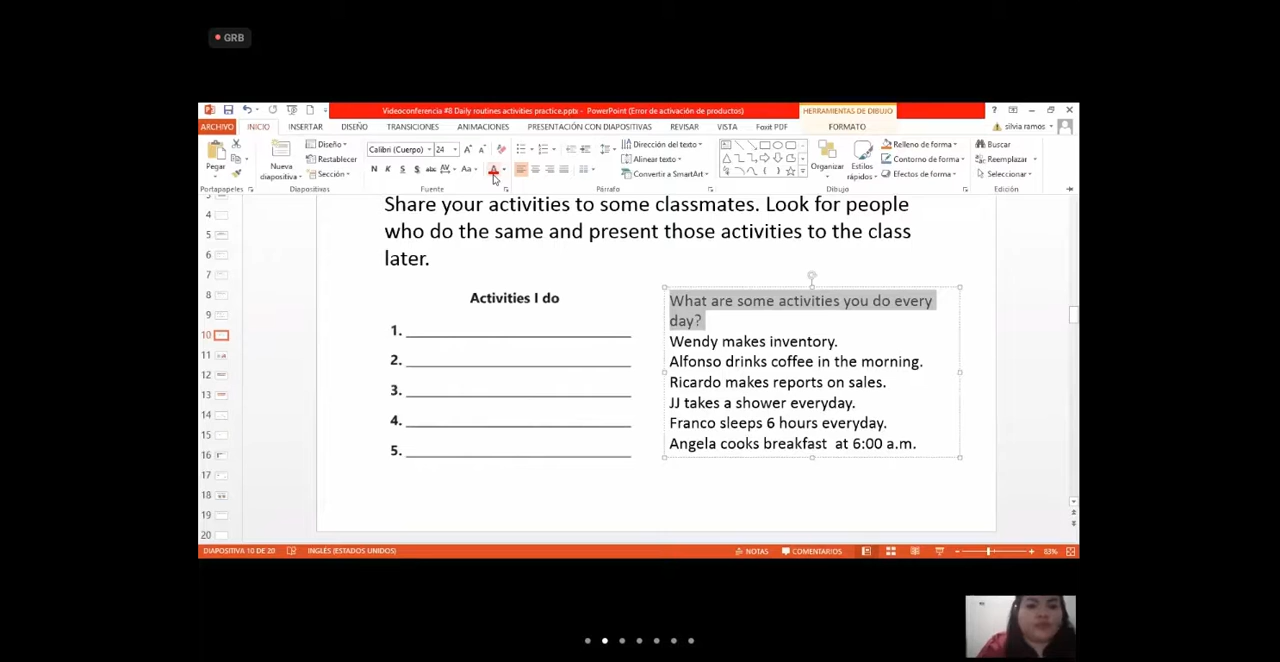 GRB
Videoconferencia #8 Daily routines activities practice.pptx - PowerPoint (Error de activación de productos)
HERRAMIENTAS DE DIBUJO
?
ARCHIVO INICIO INSERTAR DISEÑO TRANSICIONES ANIMACIONES PRESENTACIÓN CON DIAPOSITIVAS REVISAR VISTA Foxit PDF FORMATO silvia ramos
Pegar
Nueva diapositiva
Diseño
Restablecer
Sección
Calibri (Cuerpo) 24
N K S S abc AV Aa A
Dirección del texto
Alinear texto
Convertir a SmartArt
Organizar
Estilos rápidos
Relleno de forma
Contorno de forma
Efectos de forma
Buscar
Reemplazar
Seleccionar
Portapapeles Diapositivas Fuente Párrafo Dibujo Edición
3
4
5
6
7
8
9
10
11
12
13
14
15
16
17
18
19
20
Share your activities to some classmates. Look for people
who do the same and present those activities to the class
later.
Activities I do
1.
2.
3.
4.
5.
What are some activities you do every
day?
Wendy makes inventory.
Alfonso drinks coffee in the morning.
Ricardo makes reports on sales.
JJ takes a shower everyday.
Franco sleeps 6 hours everyday.
Angela cooks breakfast at 6:00 a.m.
DIAPOSITIVA 10 DE 20 INGLÉS (ESTADOS UNIDOS) NOTAS COMENTARIOS 83%